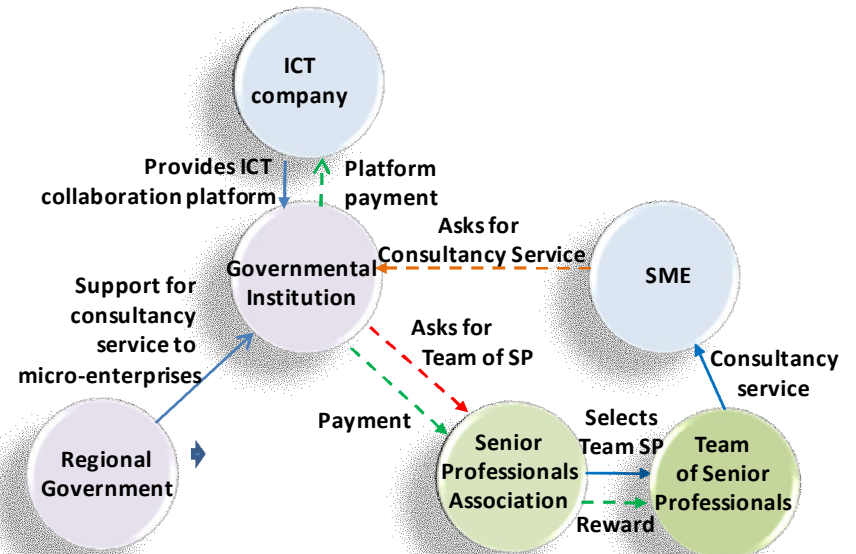 ICT
company
Provides ICT
collaboration platform
Platform
payment
Asks for
Consultancy Service
Governmental
Institution
SME
Support for
consultancy
service to
micro-enterprises
Asks for
Team of SP
Payment
Consultancy
service
Regional
Government
Senior
Professionals
Association
Selects
Team SP
Reward
Team
of Senior
Professionals